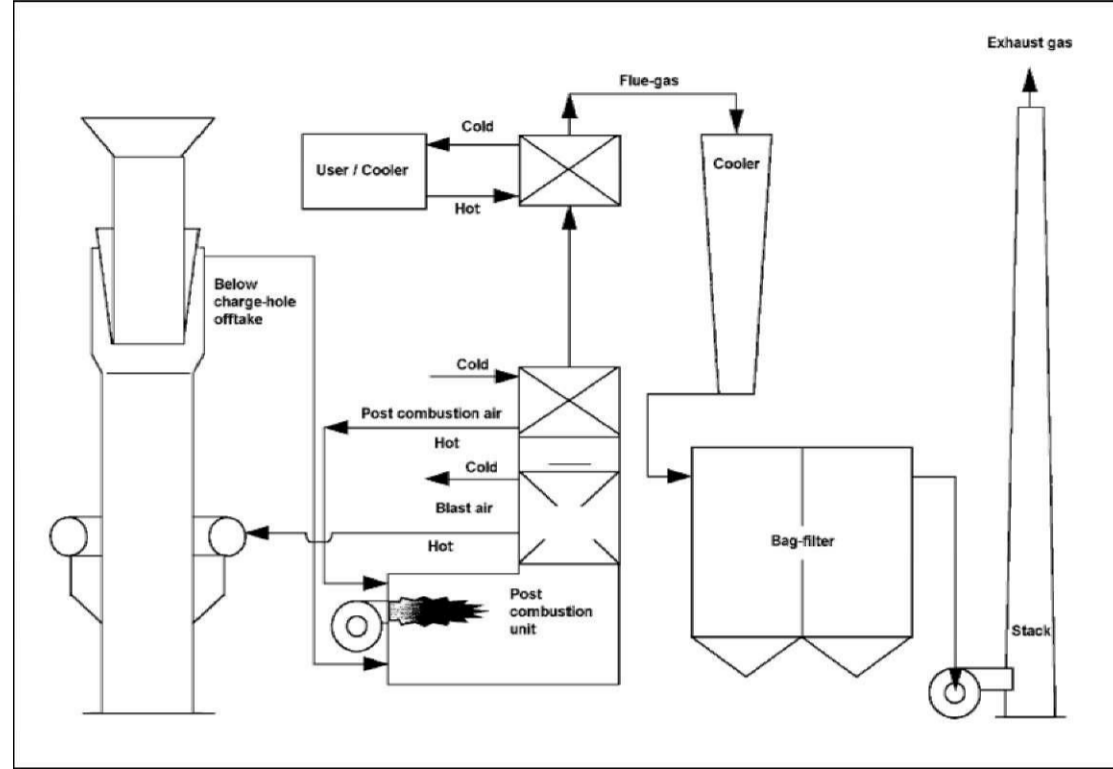 Exhaust gas
Flue-gas
Cold
User / Cooler
Cooler
Hot
Below
charge-hole
offtake
Cold
Post combustion air
Hot
Cold
Blast air
Hot
Bag-filter
Post
combustion
unit
Stack